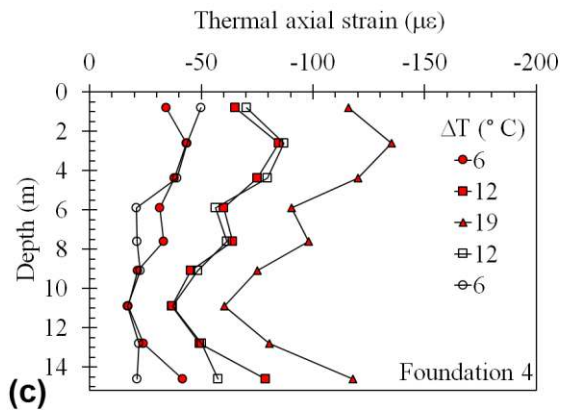 Thermal axial strain (με)
0 -50 -100 -150 -200
Depth (m)
0
2
4
6
8
10
12
14
ΔT (° C)
6
12
19
12
6
Foundation 4
(c)